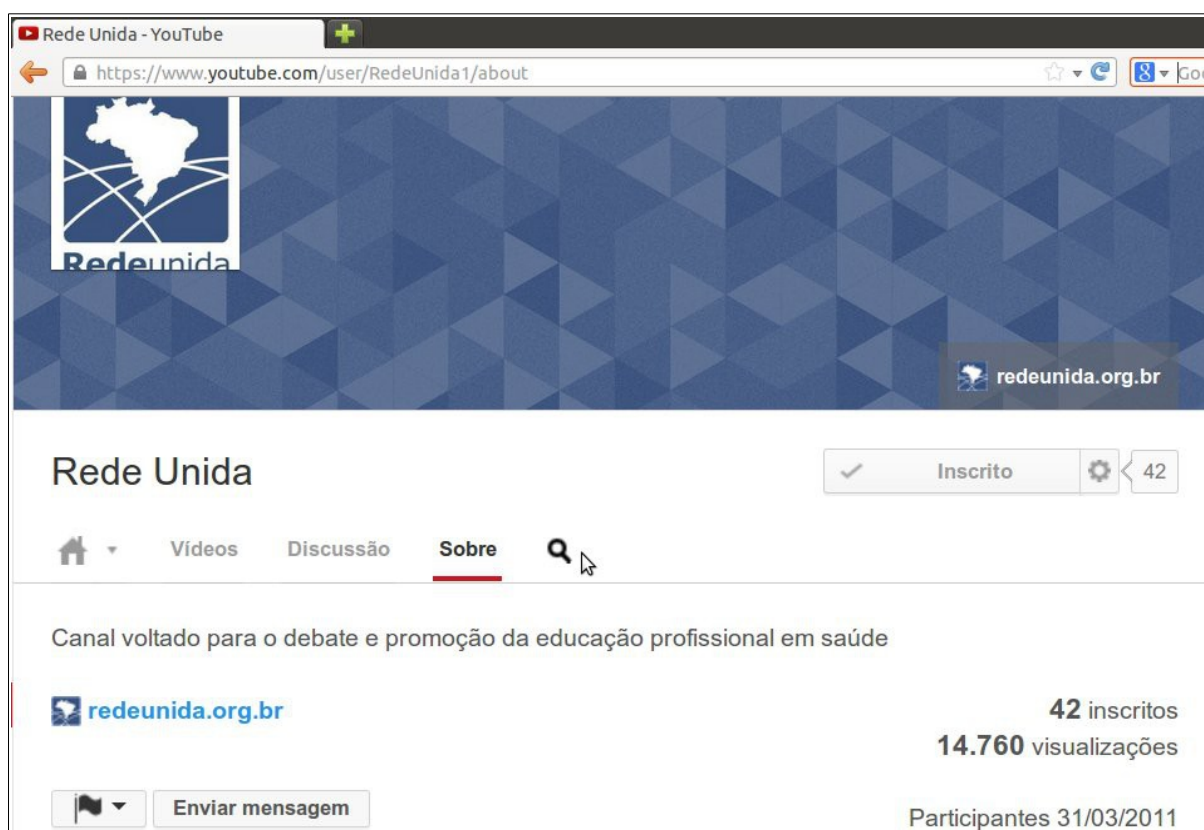 Rede Unida - YouTube
https://www.youtube.com/user/RedeUnida1/about
Redeunida
redeunida.org.br
Rede Unida
Inscrito 42
Vídeos Discussão Sobre
Canal voltado para o debate e promoção da educação profissional em saúde
redeunida.org.br
42 inscritos
14.760 visualizações
Enviar mensagem
Participantes 31/03/2011